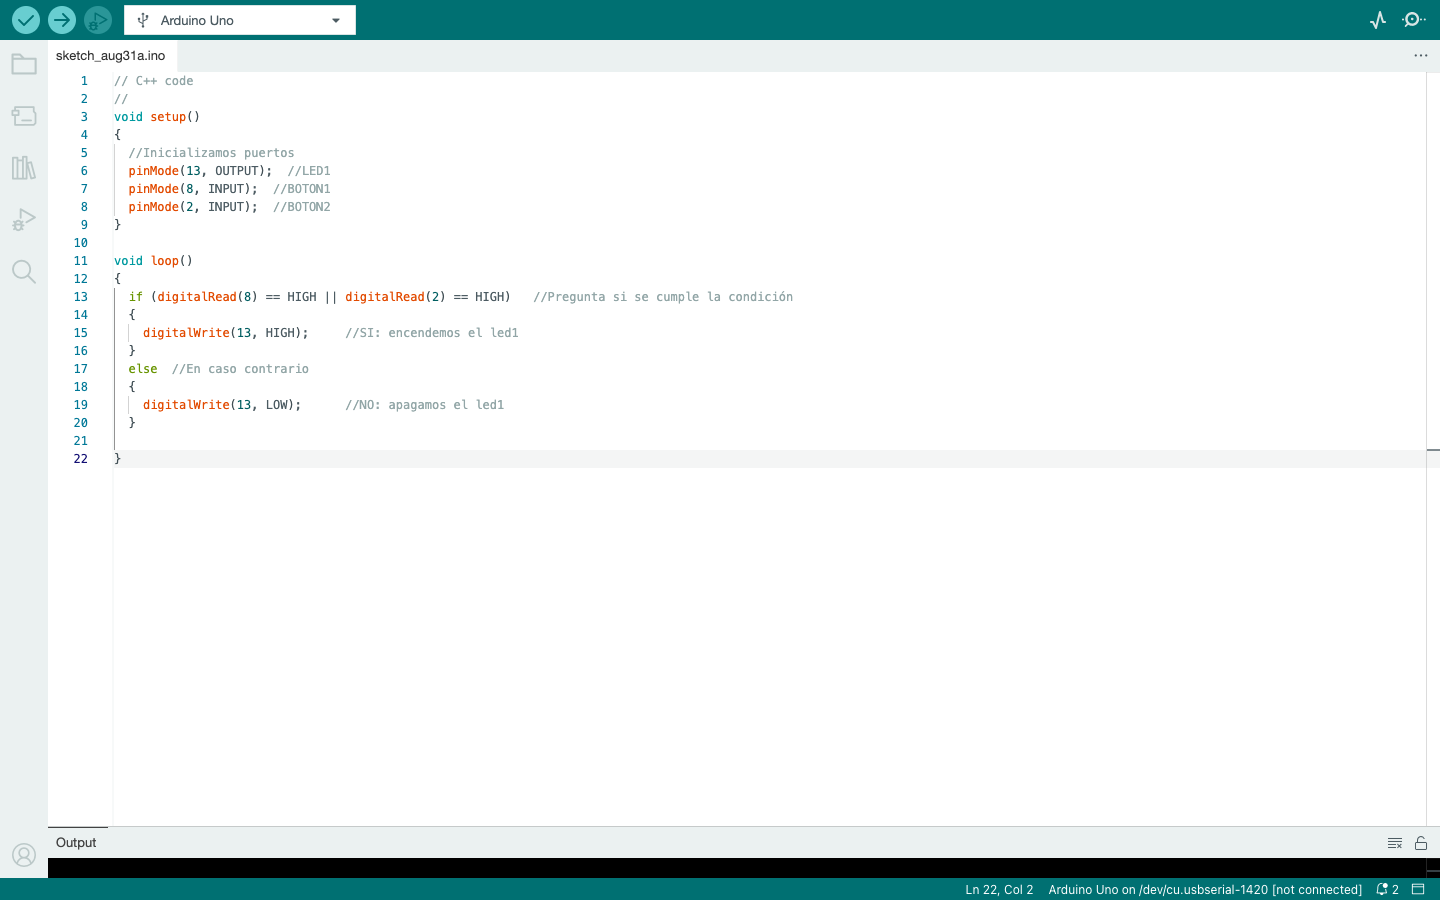 Arduino Uno
sketch_aug31a.ino
1 // C++ code
2 //
3 void setup()
4 {
5 //Inicializamos puertos
6 pinMode(13, OUTPUT); //LED1
7 pinMode(8, INPUT); //BOTON1
8 pinMode(2, INPUT); //BOTON2
9 }
10
11 void loop()
12 {
13 if (digitalRead(8) == HIGH || digitalRead(2) == HIGH) //Pregunta si se cumple la condición
14 {
15 digitalWrite(13, HIGH); //SI: encendemos el led1
16 }
17 else //En caso contrario
18 {
19 digitalWrite(13, LOW); //NO: apagamos el led1
20 }
21
22 }
Output
Ln 22, Col 2 Arduino Uno on /dev/cu.usbserial-1420 [not connected] 2